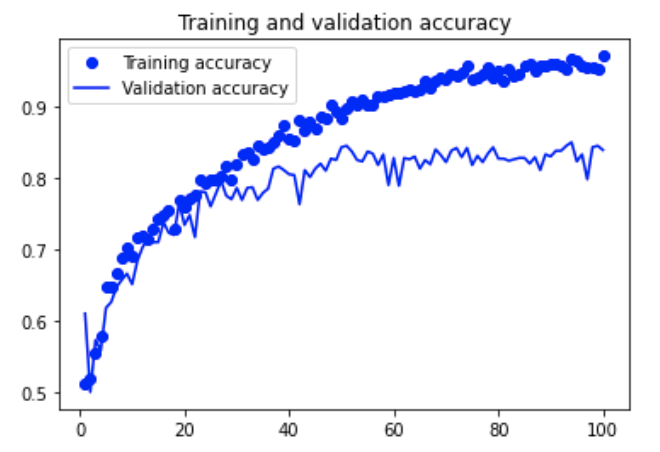 Training and validation accuracy
Training accuracy
Validation accuracy
0.9
0.8
0.7
0.6
0.5
0 20 40 60 80 100